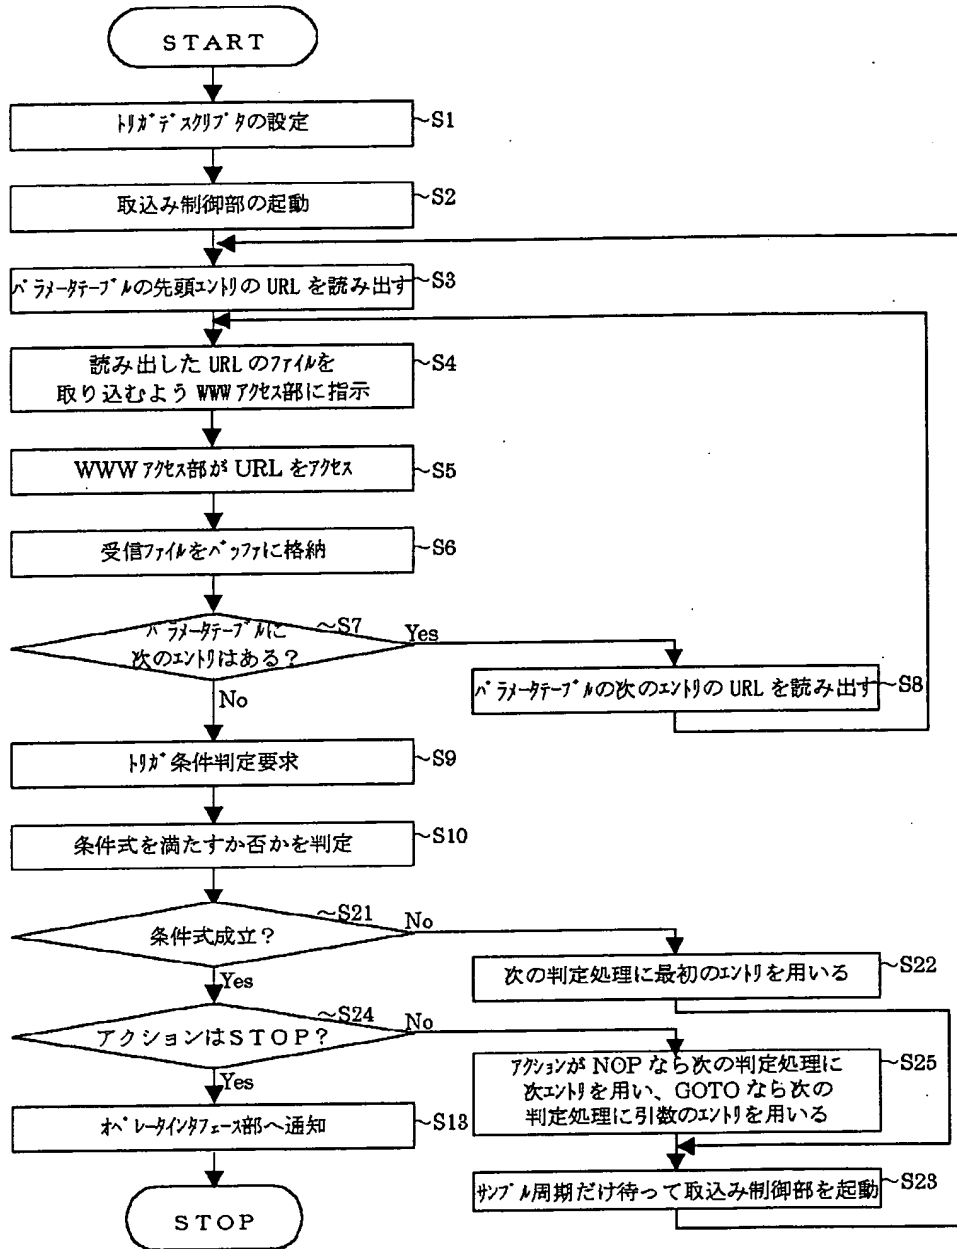 START
トリガデスクリプタの設定
~S1
取込み制御部の起動
~S2
パラメータテーブルの先頭エントリの URL を読み出す
~S3
読み出した URL のファイルを
取り込むよう WWW アクセス部に指示
~S4
WWW アクセス部が URL をアクセス
~S5
受信ファイルをバッファに格納
~S6
パラメータテーブルに
次のエントリはある?
~S7
Yes
No
パラメータテーブルの次のエントリの URL を読み出す
~S8
トリガ条件判定要求
~S9
条件式を満たすか否かを判定
~S10
条件式成立?
~S21
No
Yes
次の判定処理に最初のエントリを用いる
~S22
アクションはSTOP?
~S24
No
Yes
アクションが NOP なら次の判定処理に
次エントリを用い、GOTO なら次の
判定処理に引数のエントリを用いる
~S25
オペレータインタフェース部へ通知
~S13
サンプル周期だけ待って取込み制御部を起動
~S23
STOP